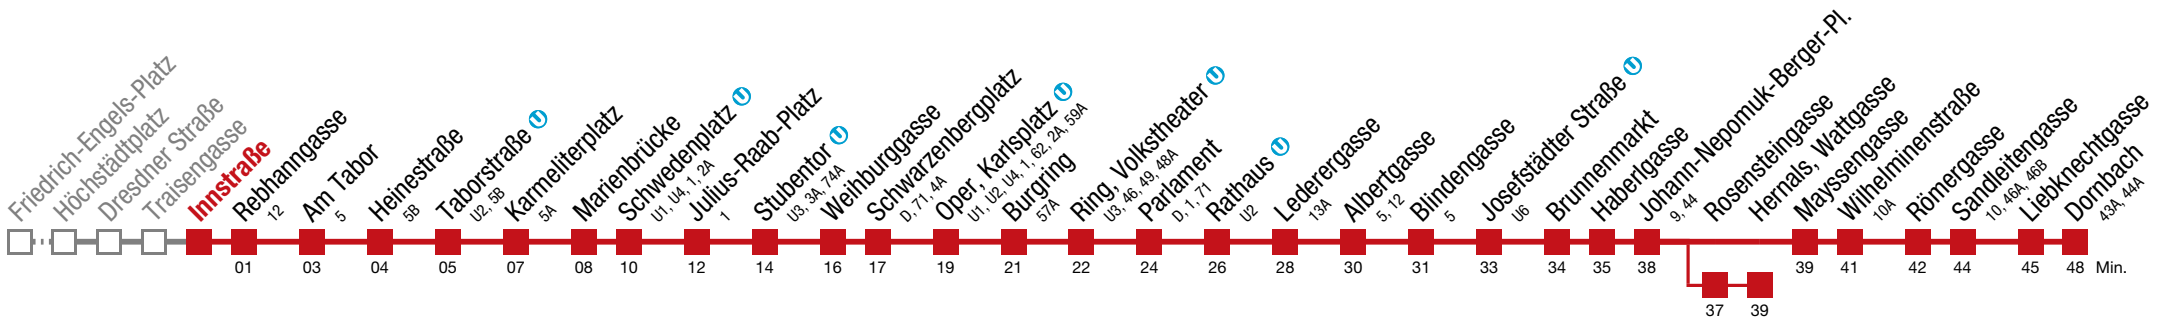 Friedrich-Engels-Platz
Höchstädtplatz
Dresdner Straße
Traisengasse
Innstraße
Rebhanngasse
12
Am Tabor
5
Heinestraße
5B
Taborstraße U
U2, 5B
Karmeliterplatz
5A
Marienbrücke
Schwedenplatz U
U1, U4, 1, 2A
Julius-Raab-Platz
1
Stubentor U
U3, 3A, 74A
Weihburggasse
Schwarzenbergplatz
D, 71, 4A
Oper, Karlsplatz U
U1, U2, U4, 1, 62, 2A, 59A
Burgring
57A
Ring, Volkstheater U
U3, 46, 49, 48A
Parlament
D, 1, 71
Rathaus U
U2
Lederergasse
13A
Albertgasse
5, 12
Blindengasse
5
Josefstädter Straße U
U6
Brunnenmarkt
Haberlgasse
Johann-Nepomuk-Berger-Pl.
9, 44
Rosensteingasse
Hernals, Wattgasse
Mayssengasse
Wilhelminenstraße
10A
Römergasse
Sandleitengasse
10, 46A, 46B
Liebknechtgasse
Dornbach
43A, 44A
01 03 04 05 07 08 10 12 14 16 17 19 21 22 24 26 28 30 31 33 34 35 38 39 41 42 44 45 48 Min.
37 39